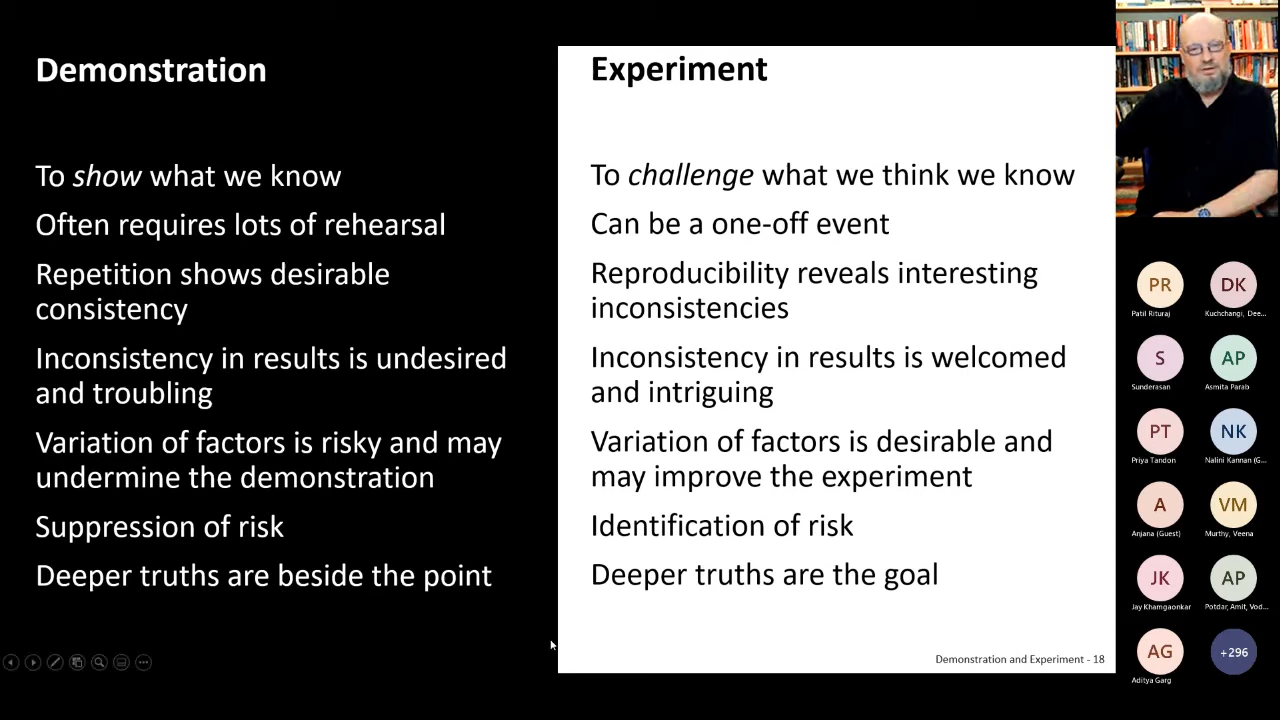 Demonstration
To show what we know
Often requires lots of rehearsal
Repetition shows desirable
consistency
Inconsistency in results is undesired
and troubling
Variation of factors is risky and may
undermine the demonstration
Suppression of risk
Deeper truths are beside the point
Experiment
To challenge what we think we know
Can be a one-off event
Reproducibility reveals interesting
inconsistencies
Inconsistency in results is welcomed
and intriguing
Variation of factors is desirable and
may improve the experiment
Identification of risk
Deeper truths are the goal
Demonstration and Experiment - 18
PR
Patil Rituraj
DK
Kuchchangi, Dee...
S
Sunderasan
AP
Asmita Parab
PT
Priya Tandon
NK
Nalini Kannan (G...
A
Anjana (Guest)
VM
Murthy, Veena
JK
Jay Khamgaonkar
AP
Potdar, Amit, Vod...
AG
Aditya Garg
+296